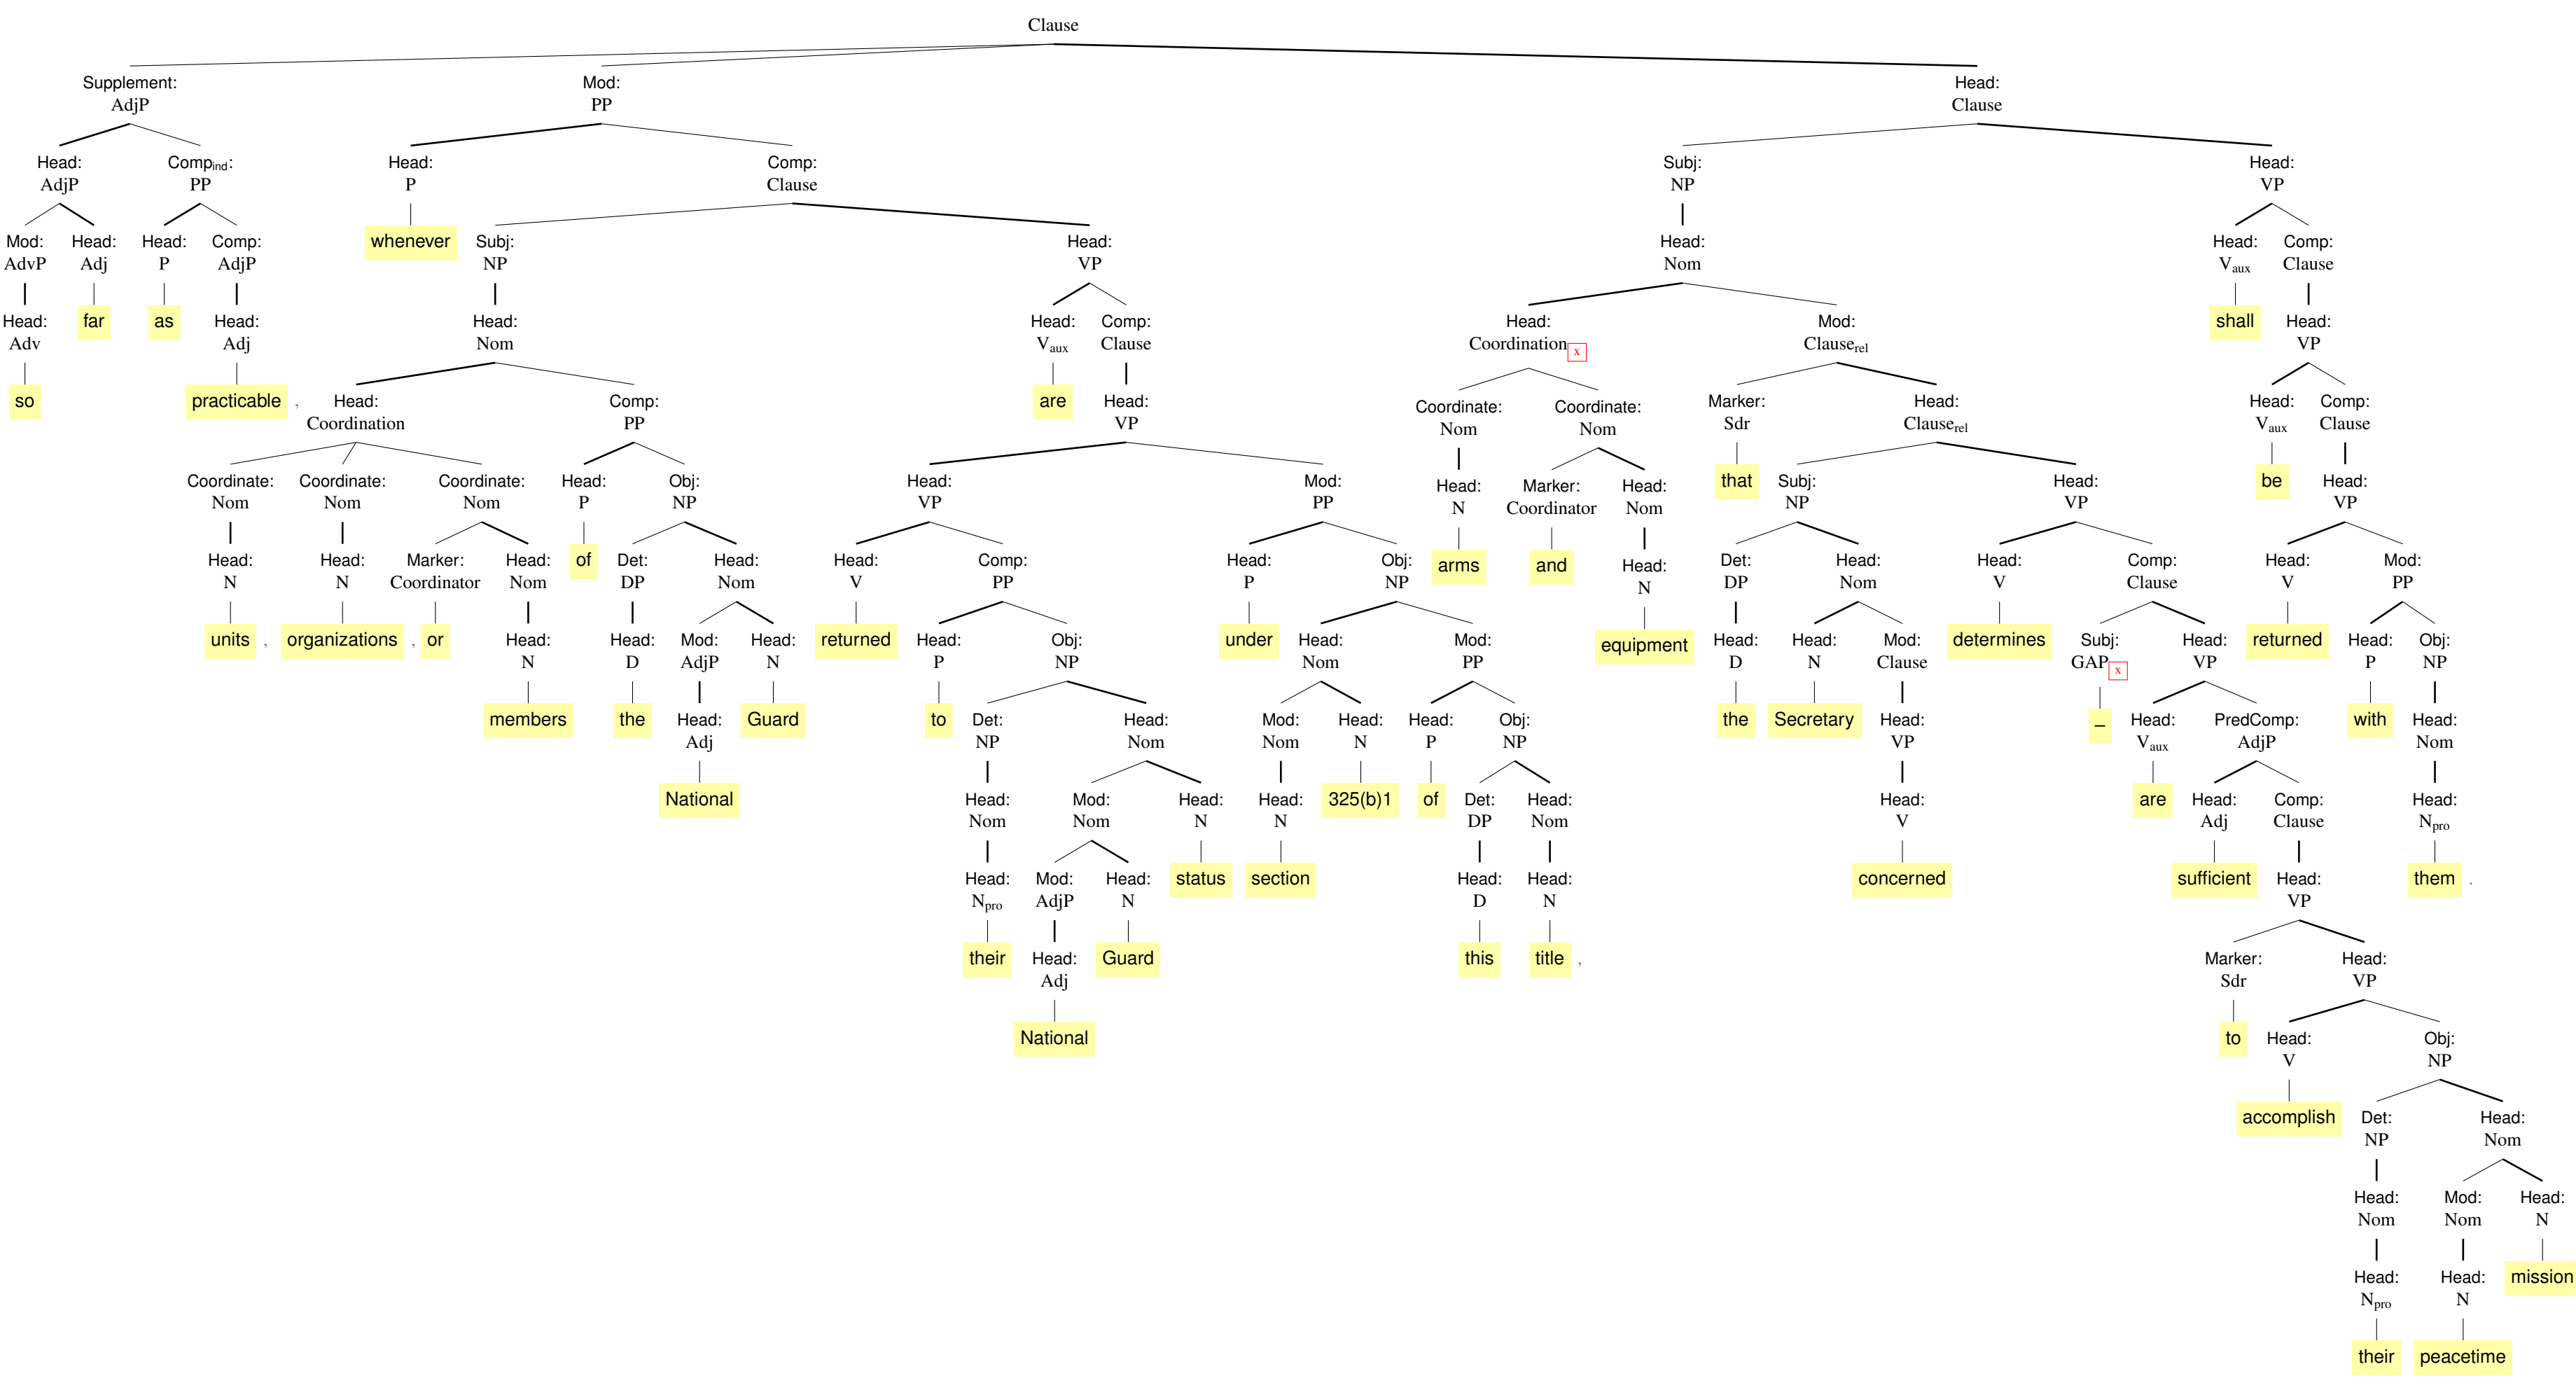 Clause
Supplement: Mod: Head:
AdjP PP Clause
Head: Compind: Head: Comp: Subj: Head:
AdjP PP P Clause NP VP
Mod: Head: Head: Comp: whenever Subj: Head: Head: Head: Comp:
AdvP Adj P AdjP NP VP Nom Vaux Clause
Head: far as Head: Head: Head: Comp: Head: Mod: shall Head:
Adv Adj Nom Vaux Clause Coordination x Clauserel VP
so practicable , Head: Comp: are Head: Coordinate: Coordinate: Marker: Head: Head: Comp:
Coordination PP VP Nom Nom Sdr Clauserel Vaux Clause
Coordinate: Coordinate: Coordinate: Head: Obj: Head: Mod: Head: Marker: Head: that Subj: Head: be Head:
Nom Nom Nom P NP VP PP N Coordinator Nom NP VP VP
Head: Head: Marker: Head: of Det: Head: Head: Comp: Head: Obj: arms and Head: Det: Head: Head: Comp: Head: Mod:
N N Coordinator Nom DP Nom V PP P NP N DP Nom V Clause V PP
units , organizations , or Head: Head: Mod: Head: returned Head: Obj: under Head: Mod: equipment Head: Head: Mod: determines Subj: Head: returned Head: Obj:
N D AdjP N P NP Nom PP D N Clause GAP x VP P NP
members the Head: Guard to Det: Head: Mod: Head: Head: Obj: the Secretary Head: – Head: PredComp: with Head:
Adj NP Nom Nom N P NP VP Vaux AdjP Nom
National Head: Mod: Head: Head: 325(b)1 of Det: Head: Head: are Head: Comp: Head:
Nom Nom N N DP Nom V Adj Clause Npro
Head: Mod: Head: status section Head: Head: concerned sufficient Head: them .
Npro AdjP N D N VP
their Head: Guard this title , Marker: Head:
Adj Sdr VP
National to Head: Obj:
V NP
accomplish Det: Head:
NP Nom
Head: Mod: Head:
Nom Nom N
Head: Head: mission
Npro N
their peacetime